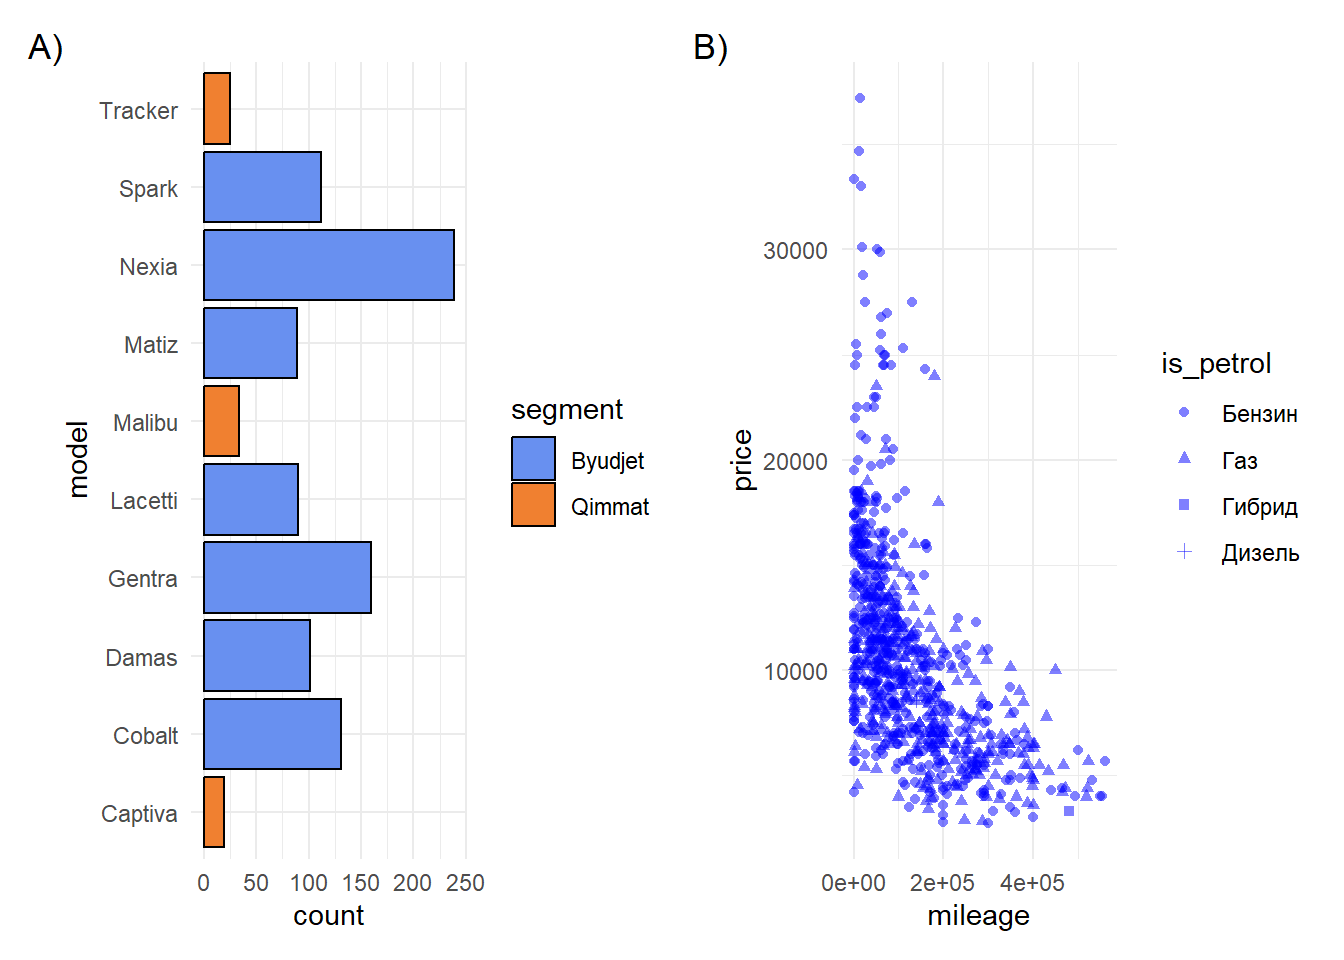 A)
Tracker
Spark
Nexia
Matiz
Malibu
Lacetti
Gentra
Damas
Cobalt
Captiva
model
0 50 100 150 200 250
count
segment
Byudjet
Qimmat
B)
30000
20000
10000
price
0e+00 2e+05 4e+05
mileage
is_petrol
Бензин
Газ
Гибрид
Дизель